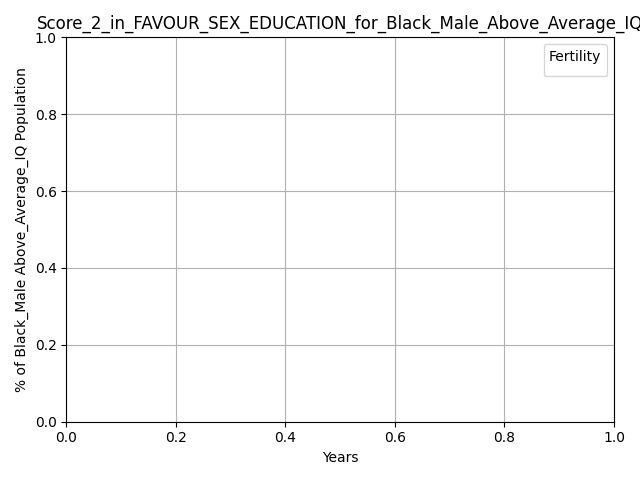 Score_2_in_FAVOUR_SEX_EDUCATION_for_Black_Male_Above_Average_IQ
Fertility
% of Black_Male Above_Average_IQ Population
1.0
0.8
0.6
0.4
0.2
0.0
0.0 0.2 0.4 0.6 0.8 1.0
Years